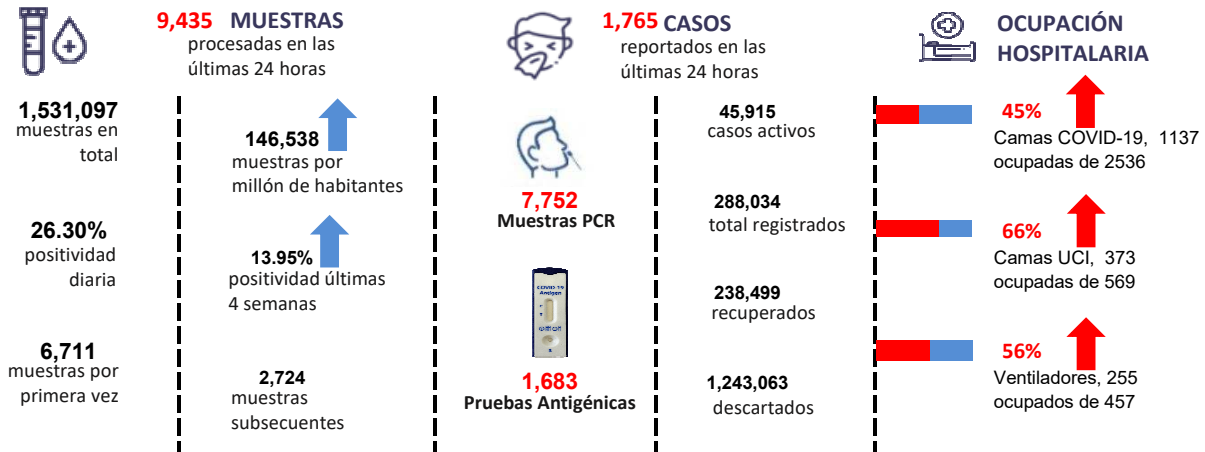 9,435 MUESTRAS
procesadas en las
últimas 24 horas
1,531,097
muestras en
total
146,538
muestras por
millón de habitantes
26.30%
positividad
diaria
13.95%
positividad últimas
4 semanas
6,711
muestras por
primera vez
2,724
muestras
subsecuentes
1,765 CASOS
reportados en las
últimas 24 horas
7,752
Muestras PCR
COVID-19
Antigen
1,683
Pruebas Antigénicas
45,915
casos activos
288,034
total registrados
238,499
recuperados
1,243,063
descartados
OCUPACIÓN
HOSPITALARIA
45%
Camas COVID-19, 1137
ocupadas de 2536
66%
Camas UCI, 373
ocupadas de 569
56%
Ventiladores, 255
ocupados de 457